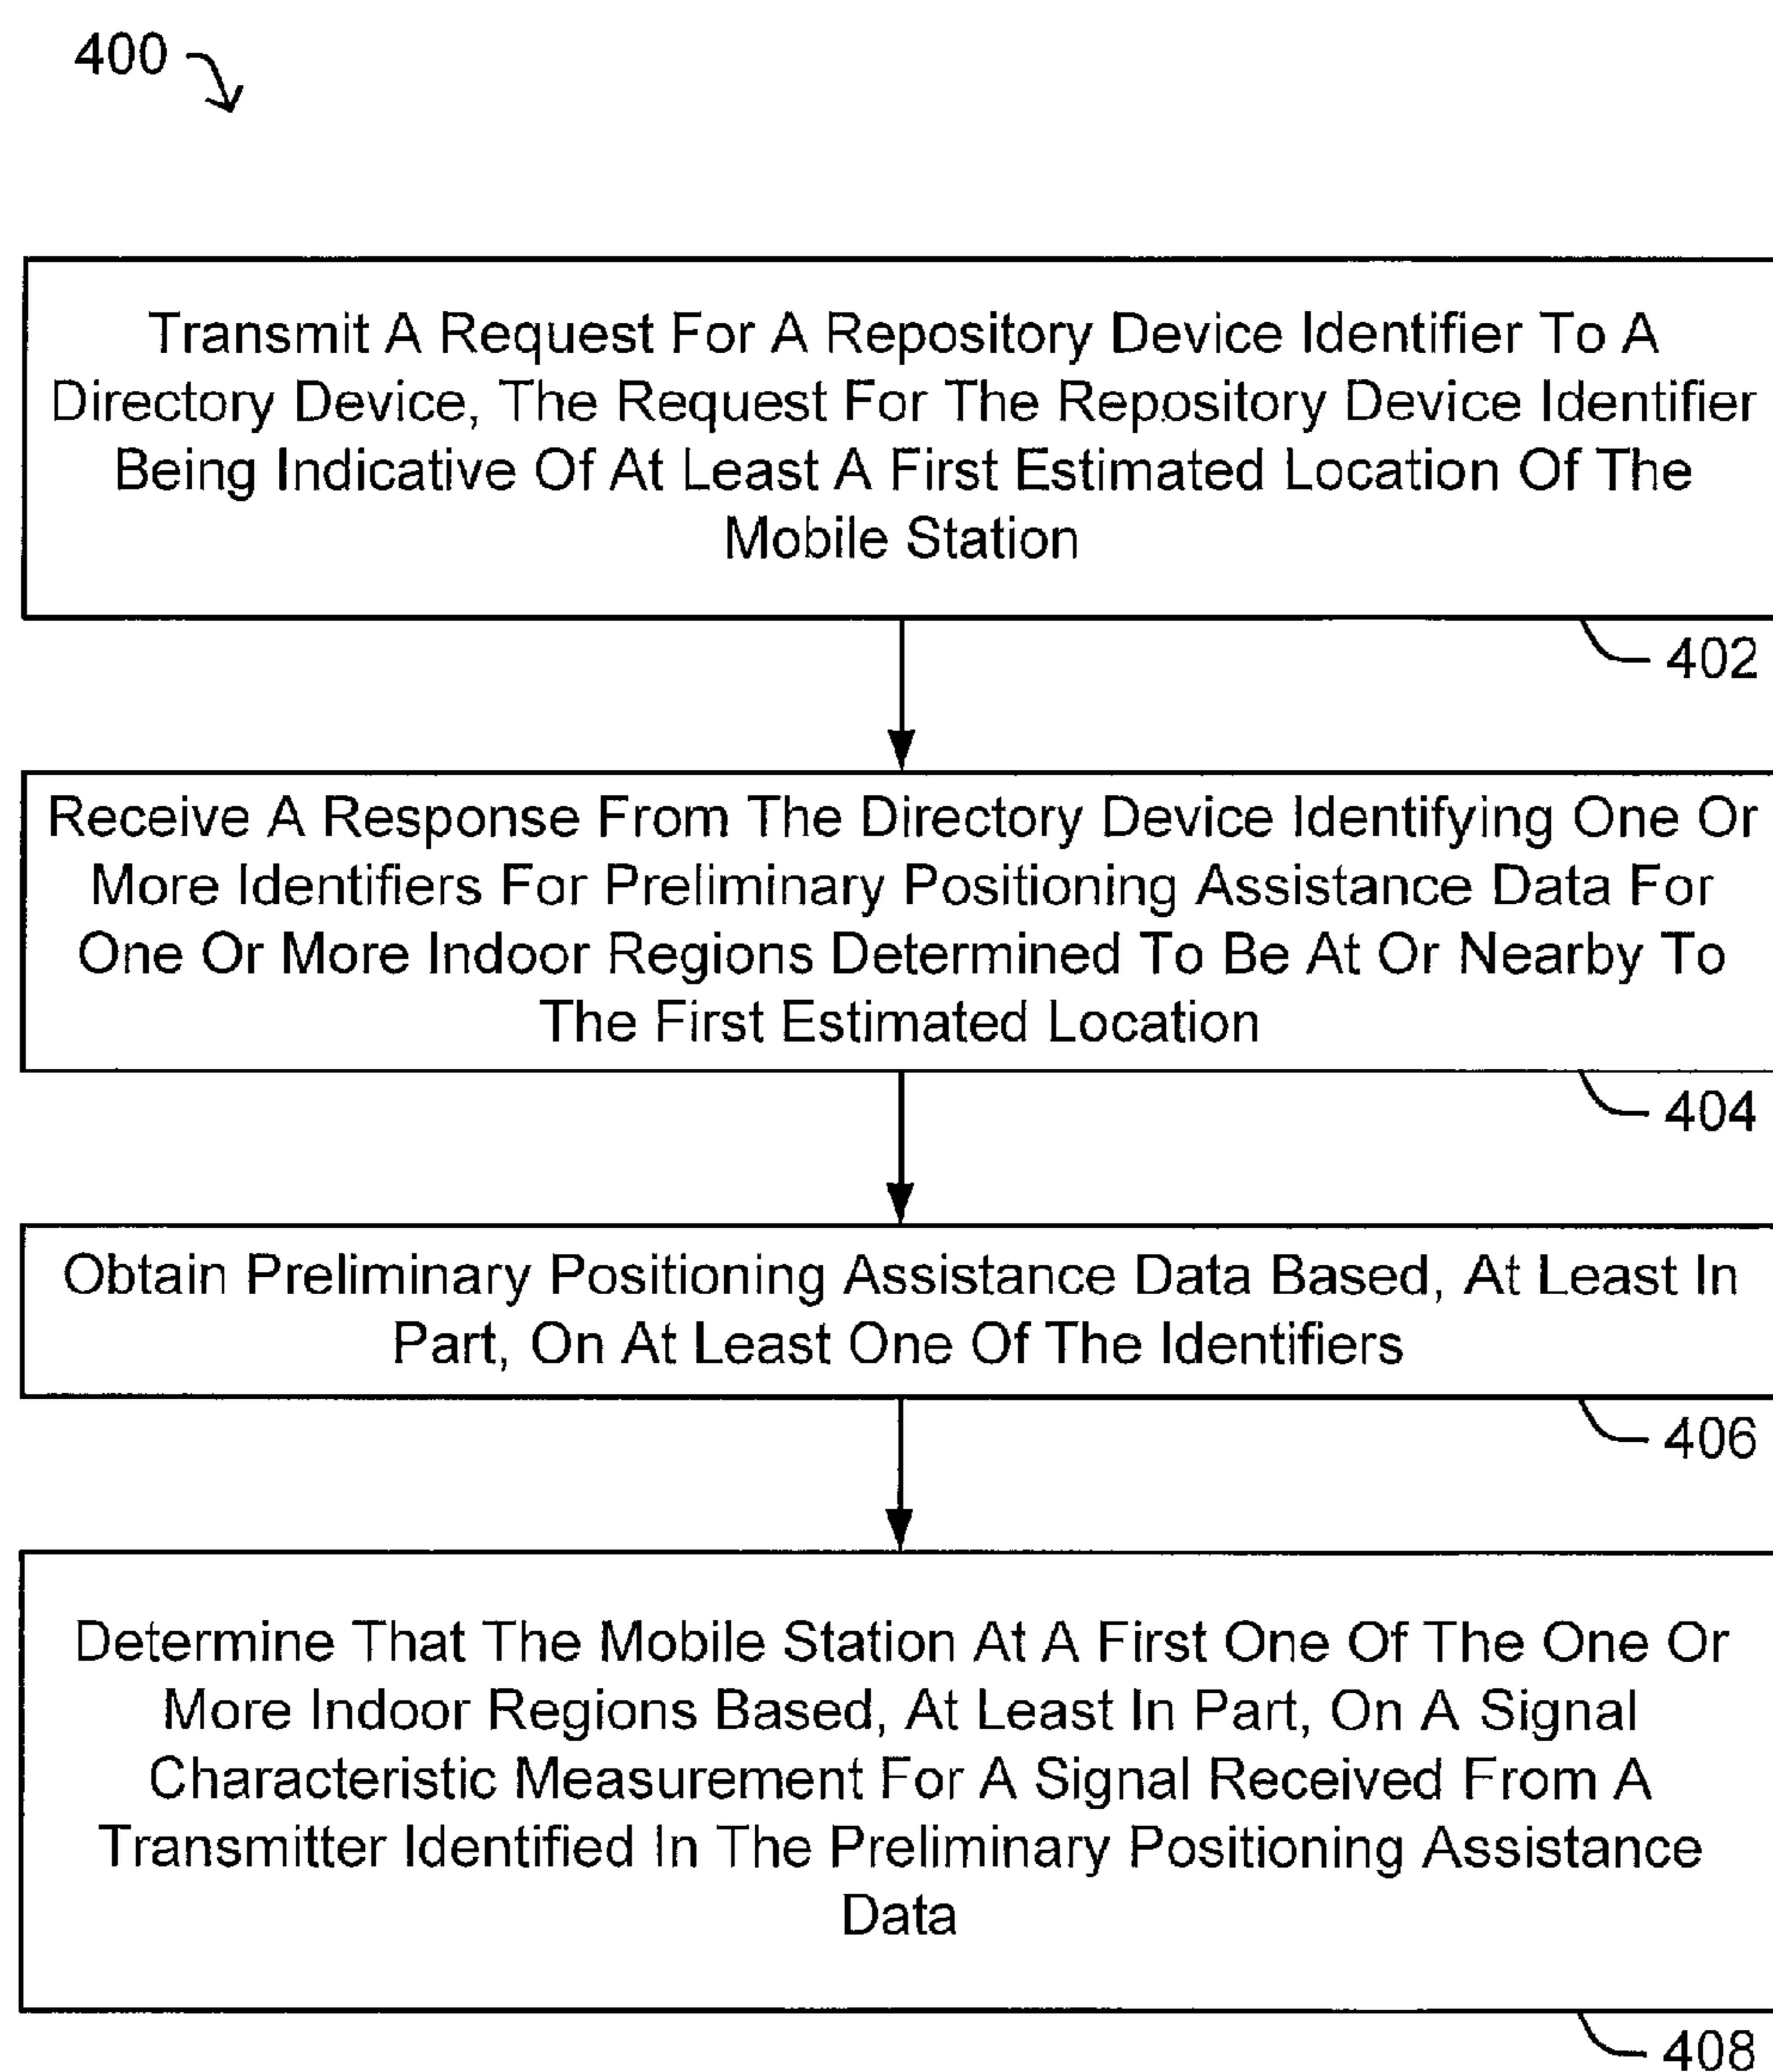 400
Transmit A Request For A Repository Device Identifier To A
Directory Device, The Request For The Repository Device Identifier
Being Indicative Of At Least A First Estimated Location Of The
Mobile Station
402
Receive A Response From The Directory Device Identifying One Or
More Identifiers For Preliminary Positioning Assistance Data For
One Or More Indoor Regions Determined To Be At Or Nearby To
The First Estimated Location
404
Obtain Preliminary Positioning Assistance Data Based, At Least In
Part, On At Least One Of The Identifiers
406
Determine That The Mobile Station At A First One Of The One Or
More Indoor Regions Based, At Least In Part, On A Signal
Characteristic Measurement For A Signal Received From A
Transmitter Identified In The Preliminary Positioning Assistance
Data
408